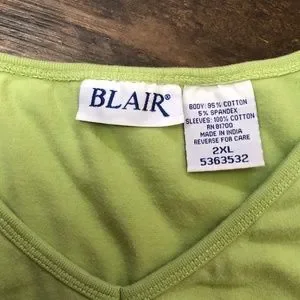 BLAIR®
BODY: 95% COTTON
5% SPANDEX
SLEEVES: 100% COTTON
RN 81700
MADE IN INDIA
REVERSE FOR CARE
2XL
5363532